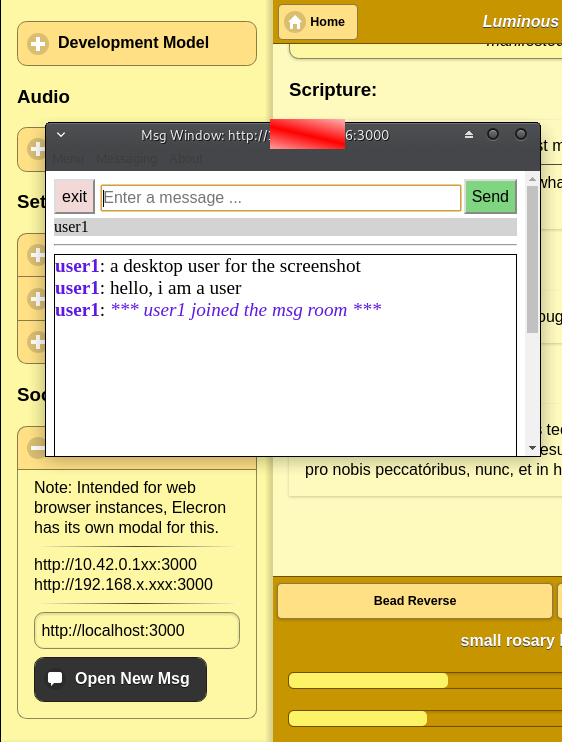 Development Model
Audio
Set
Soc
Note: Intended for web
browser instances, Elecron
has its own modal for this.
http://10.42.0.1xx:3000
http://192.168.x.xxx:3000
http://localhost:3000
Open New Msg
Home
Luminous
Scripture:
Msg Window: http://
6:3000
Menu Messaging About
exit
Enter a message ...
Send
user1
user1: a desktop user for the screenshot
user1: hello, i am a user
user1: *** user1 joined the msg room ***
pro nobis peccatóribus, nunc, et in h
Bead Reverse
small rosary